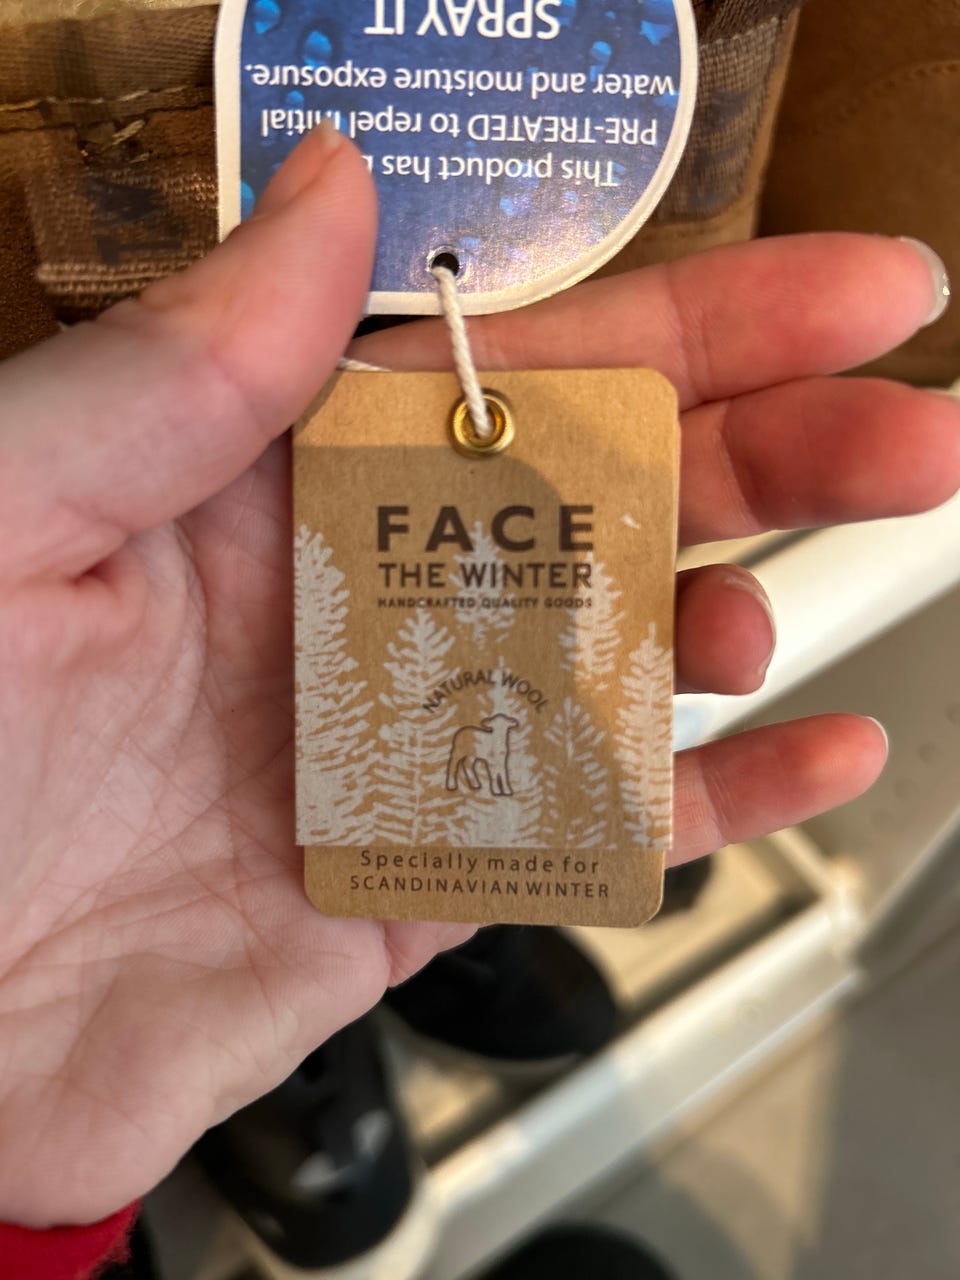 SPRAY IT
This product has
PRE-TREATED to repel initial
water and moisture exposure.
FACE
THE WINTER
HANDCRAFTED QUALITY GOODS
NATURAL WOOL
Specially made for
SCANDINAVIAN WINTER